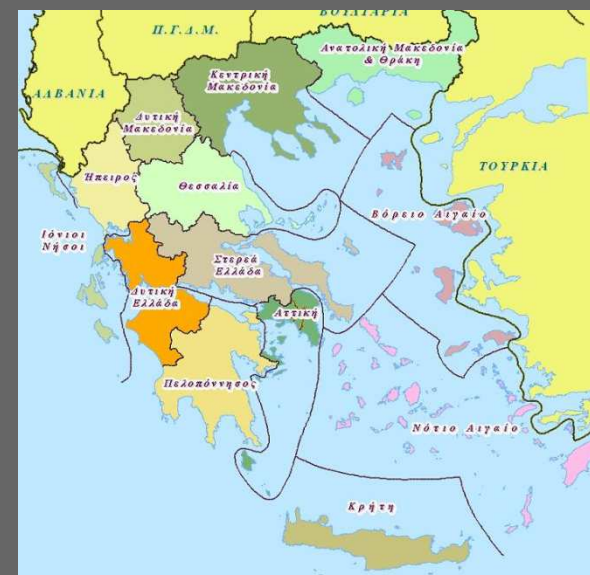 ΒΟΥΛΓΑΡΙΑ
Π.Γ.Δ.Μ.
Ανατολική Μακεδονία
& Θράκη
Κεντρική
Μακεδονία
ΑΛΒΑΝΙΑ
Δυτική
Μακεδονία
ΤΟΥΡΚΙΑ
Ήπειρος
Θεσσαλία
Βόρειο Αιγαίο
Ιόνιοι
Νήσοι
Στερεά
Ελλάδα
Δυτική
Ελλάδα
Αττική
Πελοπόννησος
Νότιο Αιγαίο
Κρήτη